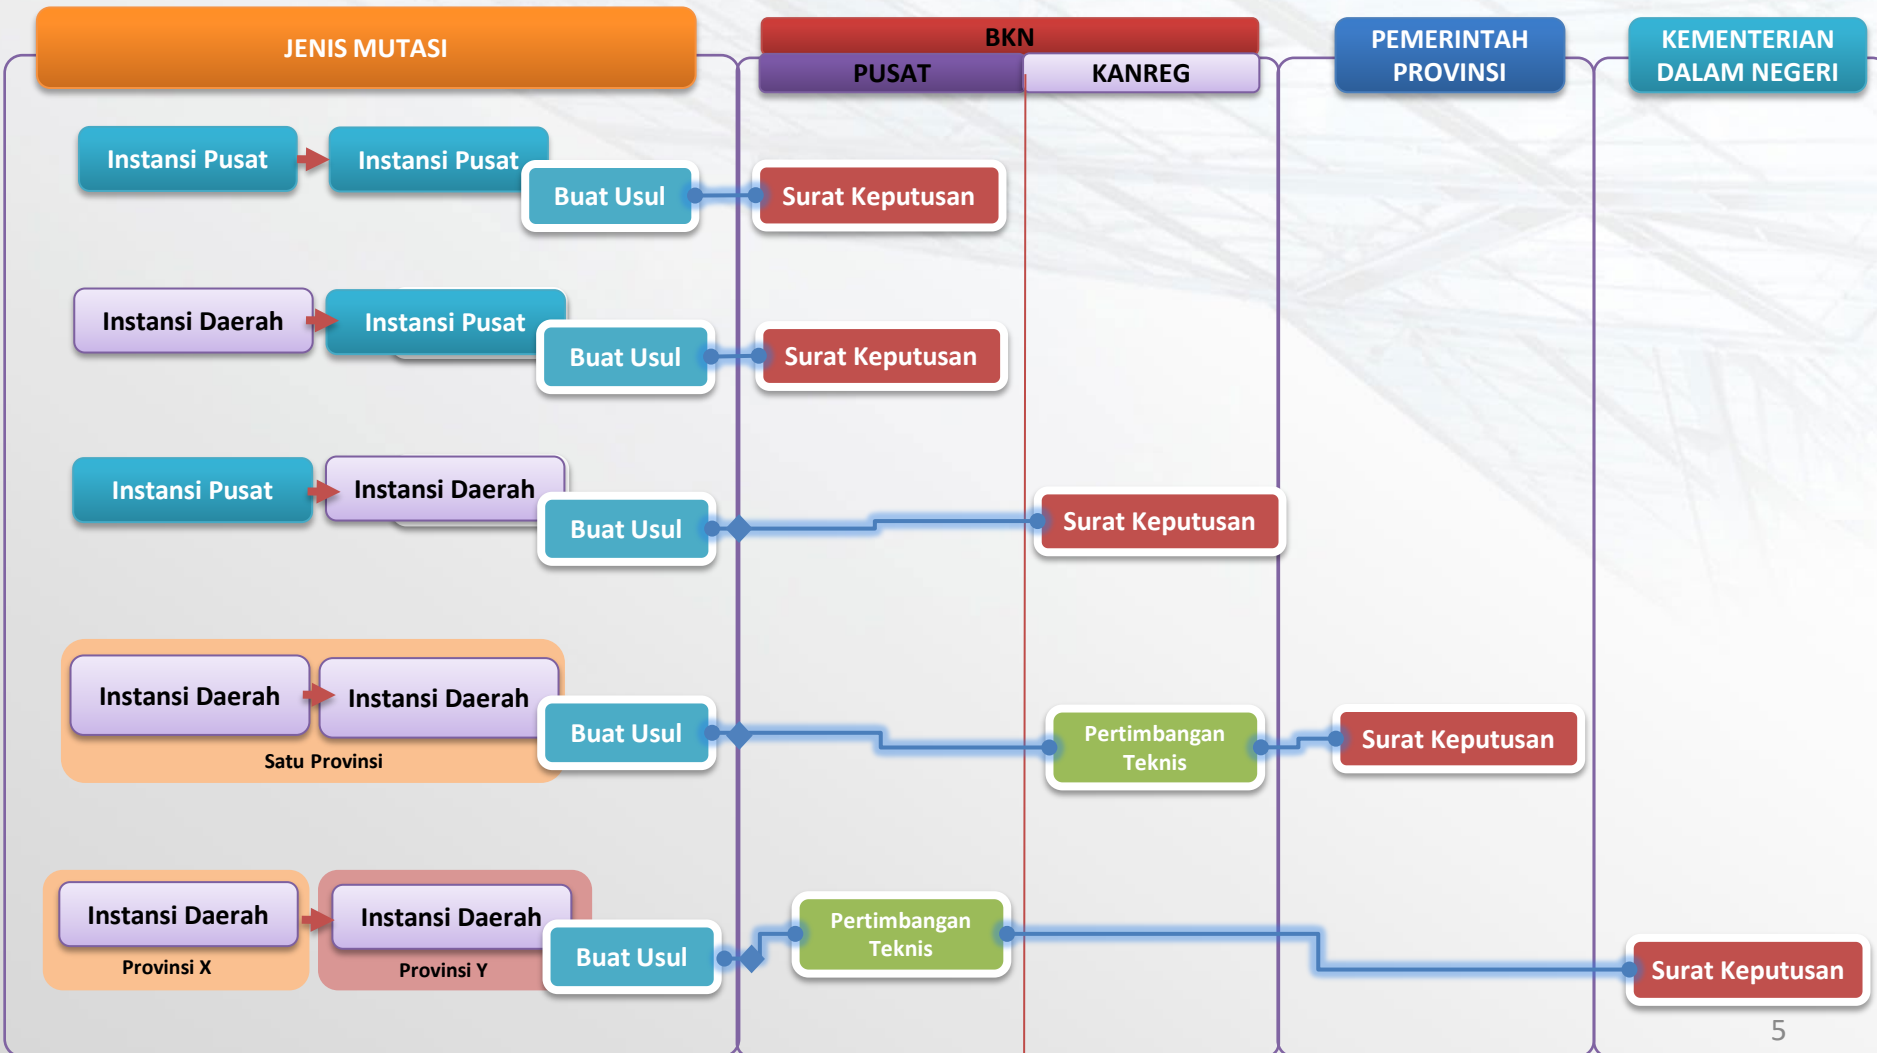 JENIS MUTASI
BKN
PUSAT
KANREG
PEMERINTAH
PROVINSI
KEMENTERIAN
DALAM NEGERI
Instansi Pusat
Instansi Pusat
Buat Usul
Surat Keputusan
Instansi Daerah
Instansi Pusat
Buat Usul
Surat Keputusan
Instansi Pusat
Instansi Daerah
Buat Usul
Surat Keputusan
Instansi Daerah
Instansi Daerah
Satu Provinsi
Buat Usul
Pertimbangan
Teknis
Surat Keputusan
Instansi Daerah
Provinsi X
Instansi Daerah
Provinsi Y
Buat Usul
Pertimbangan
Teknis
Surat Keputusan
5